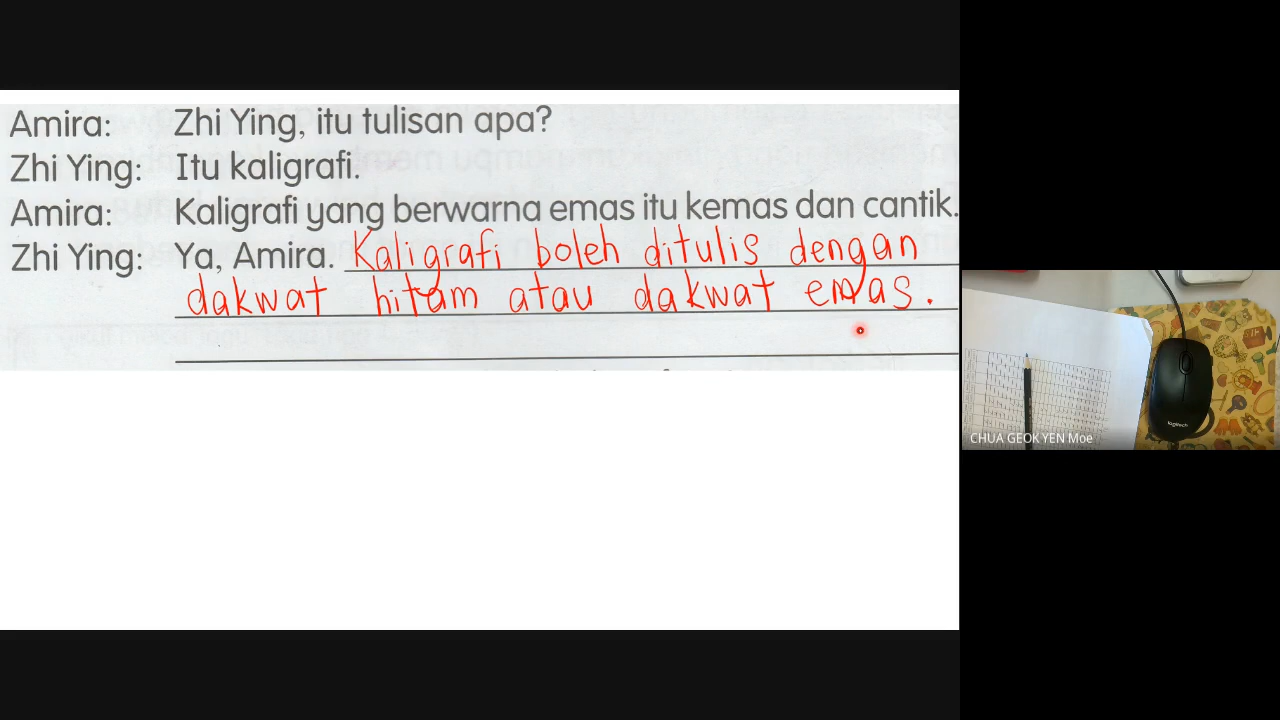 Amira: Zhi Ying, itu tulisan apa?
Zhi Ying: Itu kaligrafi.
Amira: Kaligrafi yang berwarna emas itu kemas dan cantik.
Zhi Ying: Ya, Amira. Kaligrafi boleh ditulis dengan
dakwat hitam atau dakwat emas.
CHUA GEOK YEN Moe
logitech